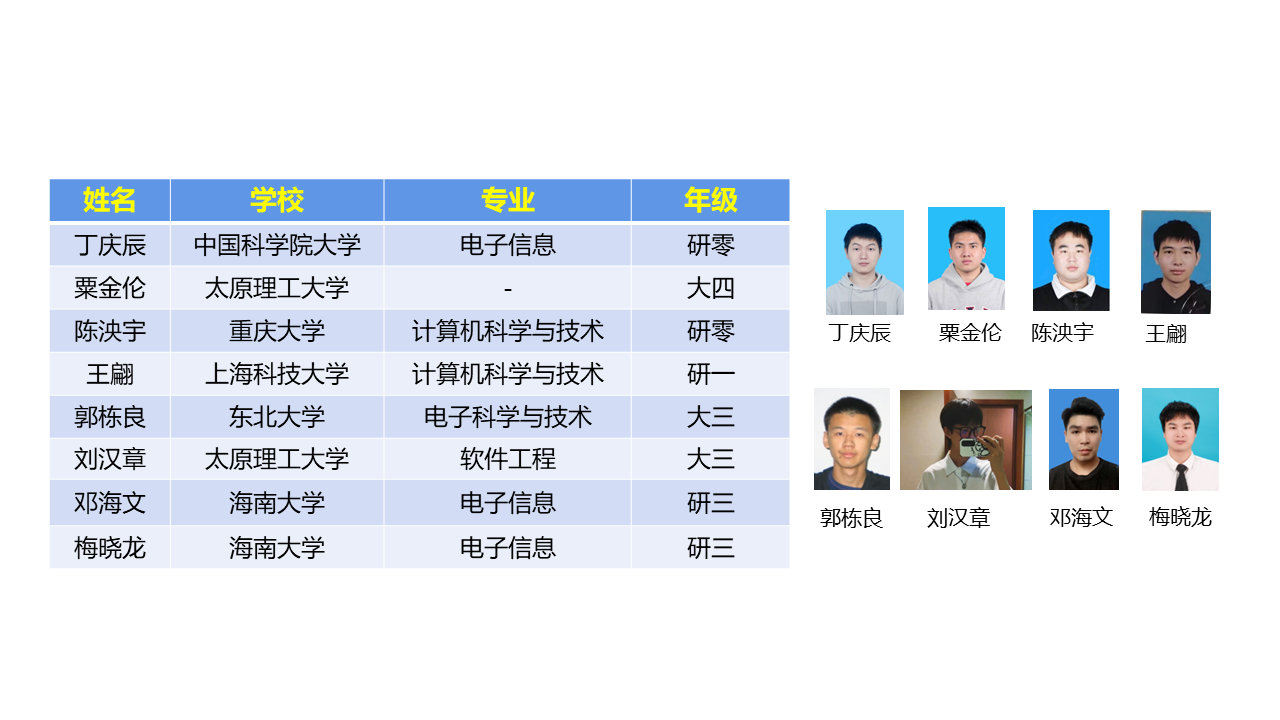 姓名 学校 专业 年级
丁庆辰 中国科学院大学 电子信息 研零
粟金伦 太原理工大学 - 大四
陈泱宇 重庆大学 计算机科学与技术 研零
王翩 上海科技大学 计算机科学与技术 研一
郭栋良 东北大学 电子科学与技术 大三
刘汉章 太原理工大学 软件工程 大三
邓海文 海南大学 电子信息 研三
梅晓龙 海南大学 电子信息 研三
丁庆辰 粟金伦 陈泱宇 王翩
郭栋良 刘汉章 邓海文 梅晓龙